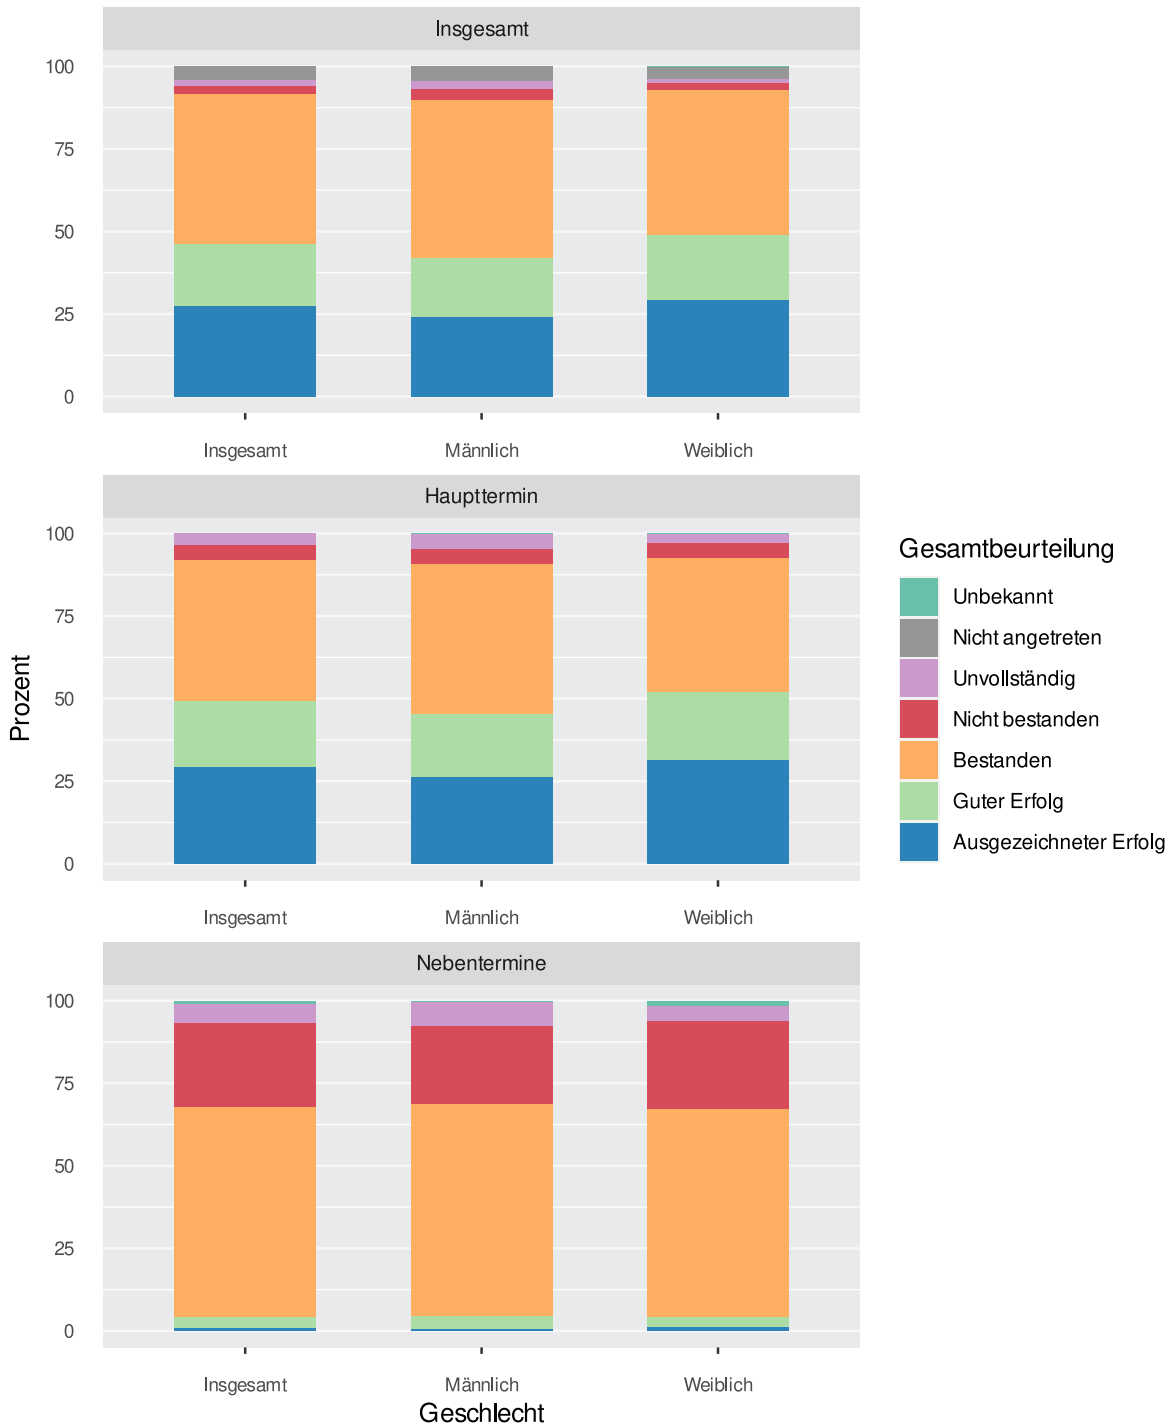 Insgesamt
100
75
50
25
0
Insgesamt Männlich Weiblich
Haupttermin
100
75
50
25
0
Insgesamt Männlich Weiblich
Nebentermine
100
75
50
25
0
Insgesamt Männlich Weiblich
Geschlecht
Prozent
Gesamtbeurteilung
Unbekannt
Nicht angetreten
Unvollständig
Nicht bestanden
Bestanden
Guter Erfolg
Ausgezeichneter Erfolg